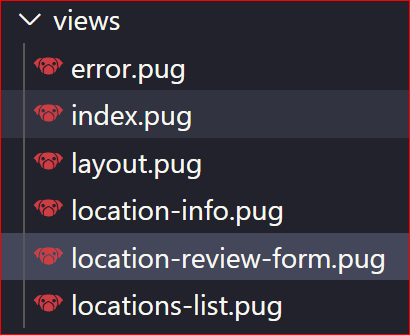 views
error.pug
index.pug
layout.pug
location-info.pug
location-review-form.pug
locations-list.pug